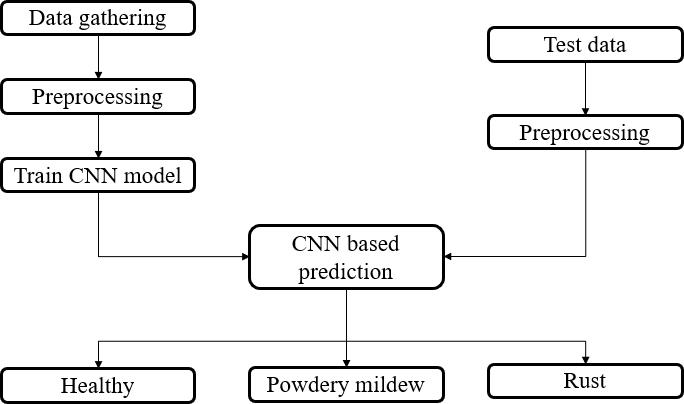 Data gathering
Test data
Preprocessing
Preprocessing
Train CNN model
CNN based
prediction
Healthy
Powdery mildew
Rust